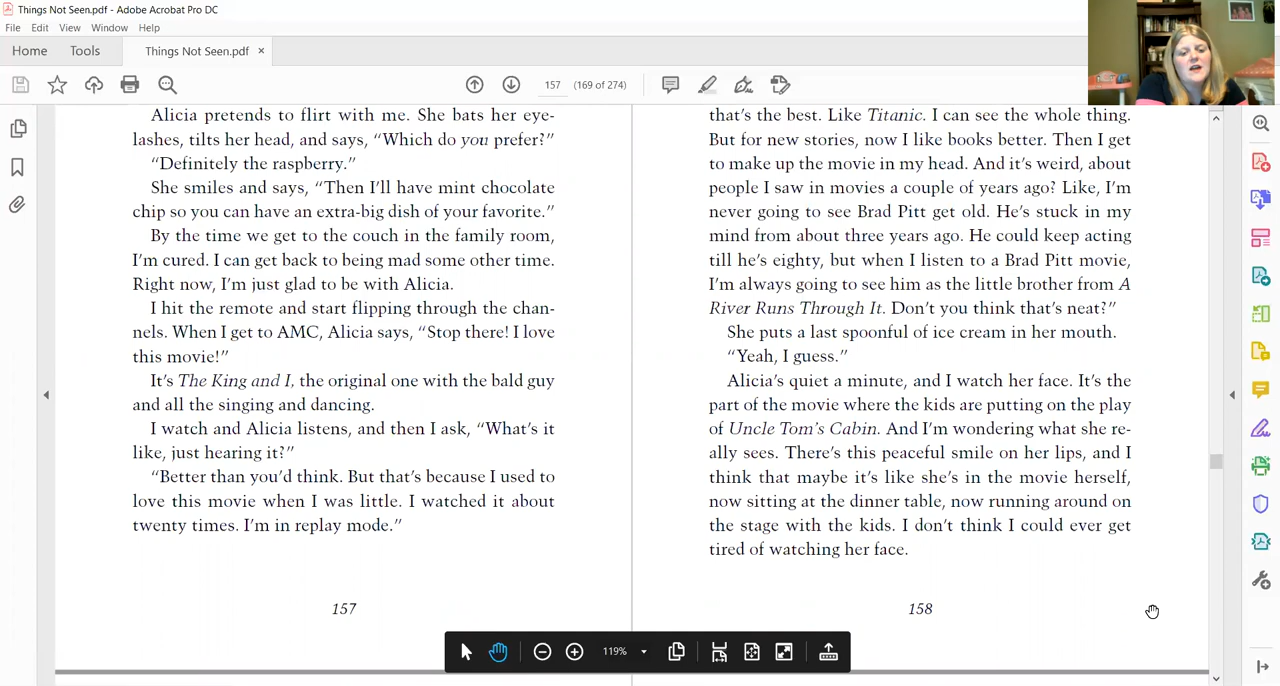 Things Not Seen.pdf - Adobe Acrobat Pro DC
File Edit View Window Help
Home Tools Things Not Seen.pdf ×
157 (169 of 274)
Alicia pretends to flirt with me. She bats her eye-
lashes, tilts her head, and says, “Which do you prefer?”
“Definitely the raspberry.”
She smiles and says, “Then I’ll have mint chocolate
chip so you can have an extra-big dish of your favorite.”
By the time we get to the couch in the family room,
I’m cured. I can get back to being mad some other time.
Right now, I’m just glad to be with Alicia.
I hit the remote and start flipping through the chan-
nels. When I get to AMC, Alicia says, “Stop there! I love
this movie!”
It’s The King and I, the original one with the bald guy
and all the singing and dancing.
I watch and Alicia listens, and then I ask, “What’s it
like, just hearing it?”
“Better than you’d think. But that’s because I used to
love this movie when I was little. I watched it about
twenty times. I’m in replay mode.”
157
that’s the best. Like Titanic. I can see the whole thing.
But for new stories, now I like books better. Then I get
to make up the movie in my head. And it’s weird, about
people I saw in movies a couple of years ago? Like, I’m
never going to see Brad Pitt get old. He’s stuck in my
mind from about three years ago. He could keep acting
till he’s eighty, but when I listen to a Brad Pitt movie,
I’m always going to see him as the little brother from A
River Runs Through It. Don’t you think that’s neat?”
She puts a last spoonful of ice cream in her mouth.
“Yeah, I guess.”
Alicia’s quiet a minute, and I watch her face. It’s the
part of the movie where the kids are putting on the play
of Uncle Tom’s Cabin. And I’m wondering what she re-
ally sees. There’s this peaceful smile on her lips, and I
think that maybe it’s like she’s in the movie herself,
now sitting at the dinner table, now running around on
the stage with the kids. I don’t think I could ever get
tired of watching her face.
158
119%